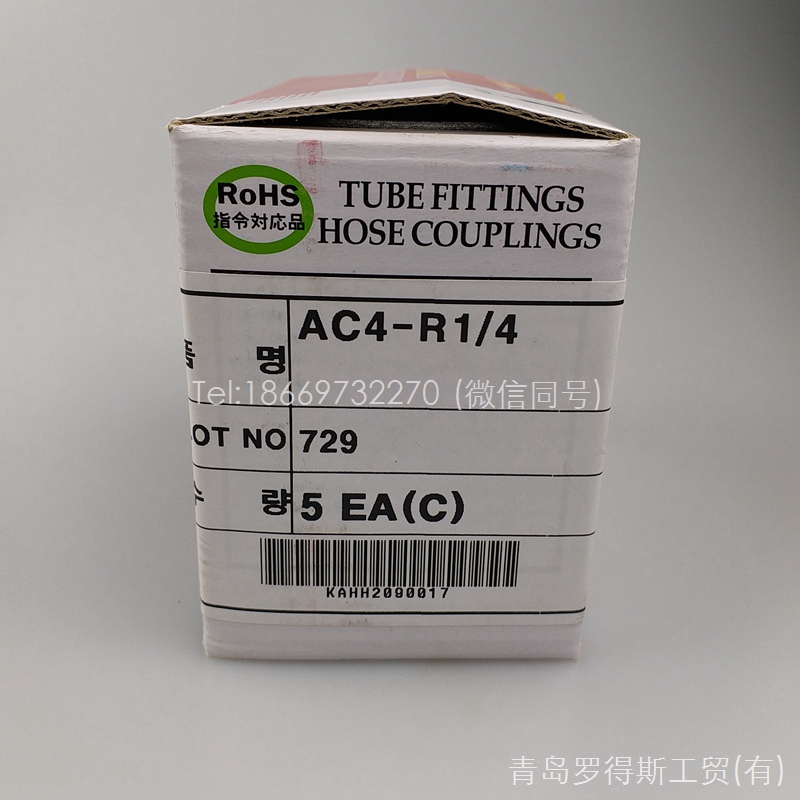 RoHS
指令対応品
TUBE FITTINGS
HOSE COUPLINGS
명
AC4-R1/4
Tel:18669732270 (微信同号)
OT NO 729
량 5 EA(C)
KAHH2090017
青岛罗得斯工贸(有)